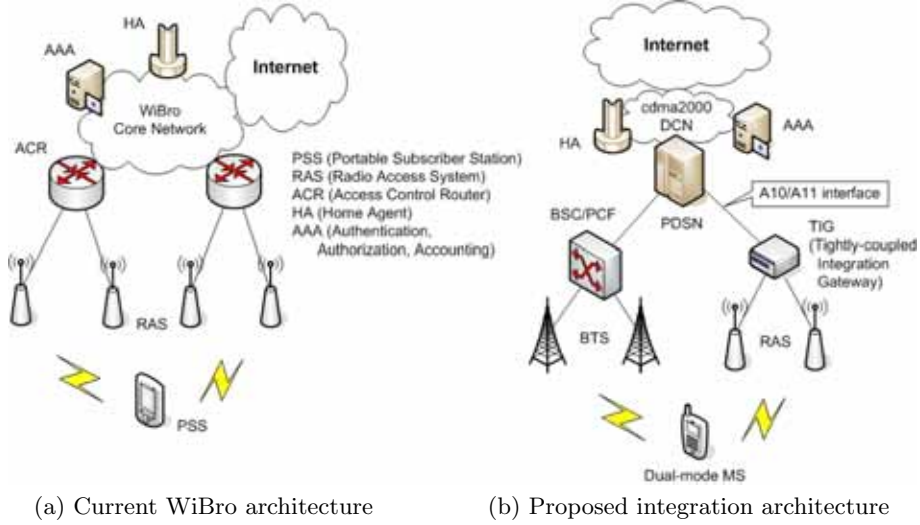 HA
AAA
Internet
WiBro
Core Network
ACR
PSS (Portable Subscriber Station)
RAS (Radio Access System)
ACR (Access Control Router)
HA (Home Agent)
AAA (Authentication,
Authorization, Accounting)
RAS
PSS
(a) Current WiBro architecture
Internet
cdma2000
DCN
HA
AAA
A10/A11 interface
BSC/PCF
PDSN
TIG
(Tightly-coupled
Integration
Gateway)
BTS
RAS
Dual-mode MS
(b) Proposed integration architecture